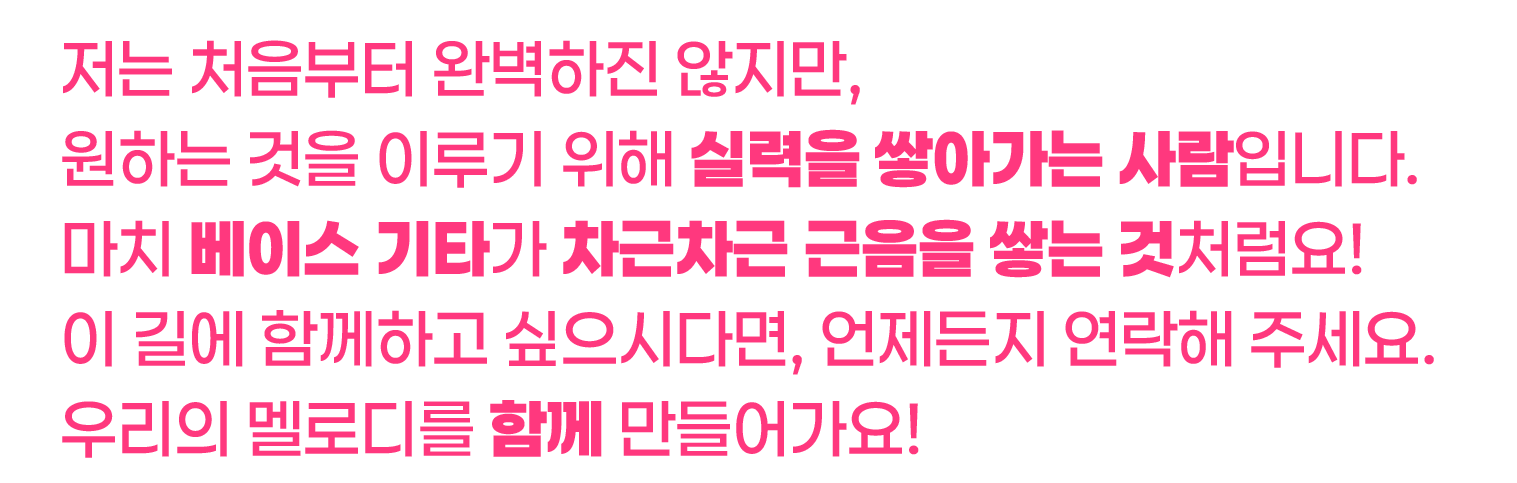 저는 처음부터 완벽하진 않지만,
원하는 것을 이루기 위해 실력을 쌓아가는 사람입니다.
마치 베이스 기타가 차근차근 근음을 쌓는 것처럼요!
이 길에 함께하고 싶으시다면, 언제든지 연락해 주세요.
우리의 멜로디를 함께 만들어가요!